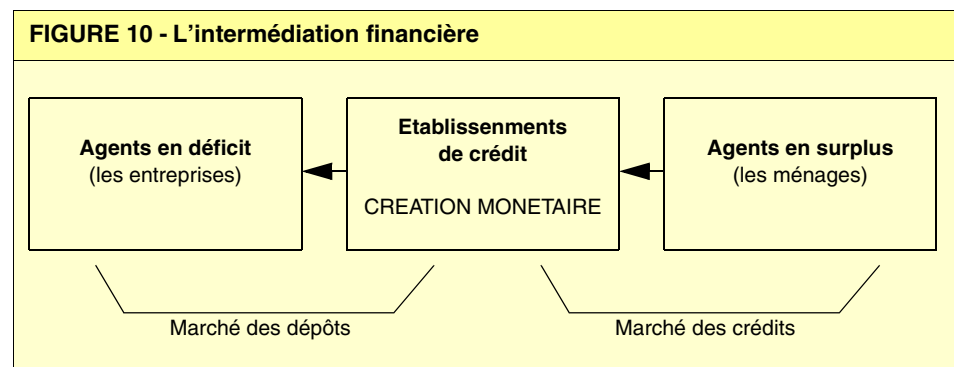 FIGURE 10 - L'intermédiation financière
Agents en déficit
(les entreprises)
Etablissenments
de crédit
CREATION MONETAIRE
Agents en surplus
(les ménages)
Marché des dépôts
Marché des crédits